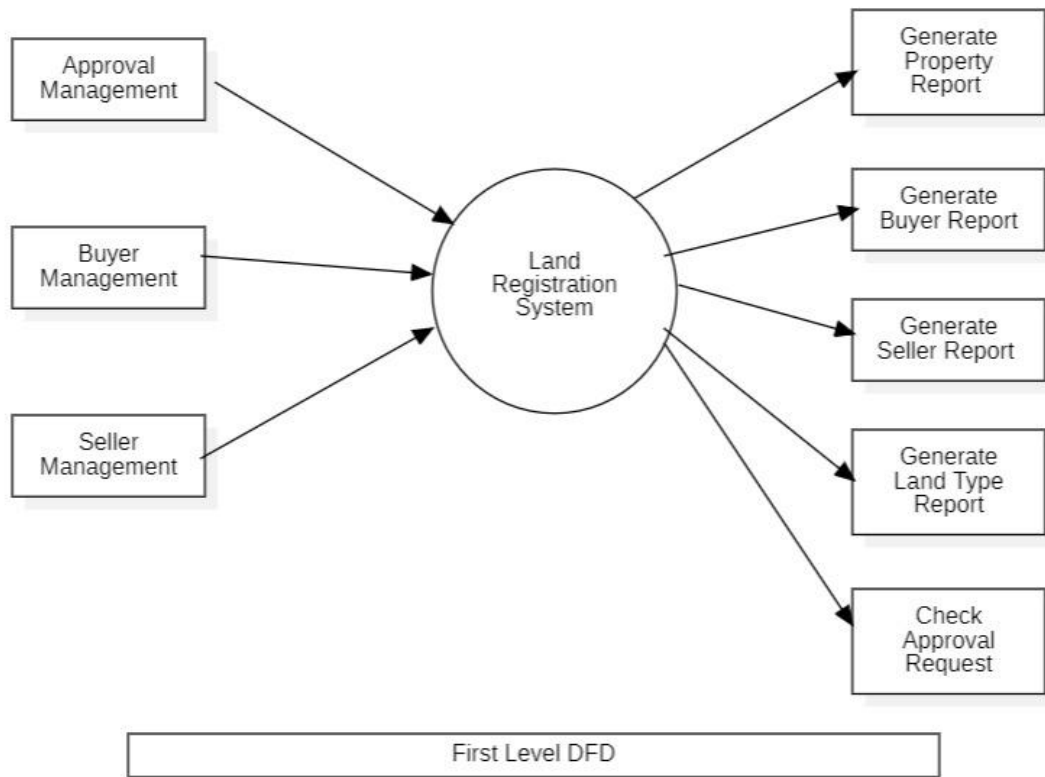 Approval
Management
Buyer
Management
Seller
Management
Land
Registration
System
Generate
Property
Report
Generate
Buyer Report
Generate
Seller Report
Generate
Land Type
Report
Check
Approval
Request
First Level DFD